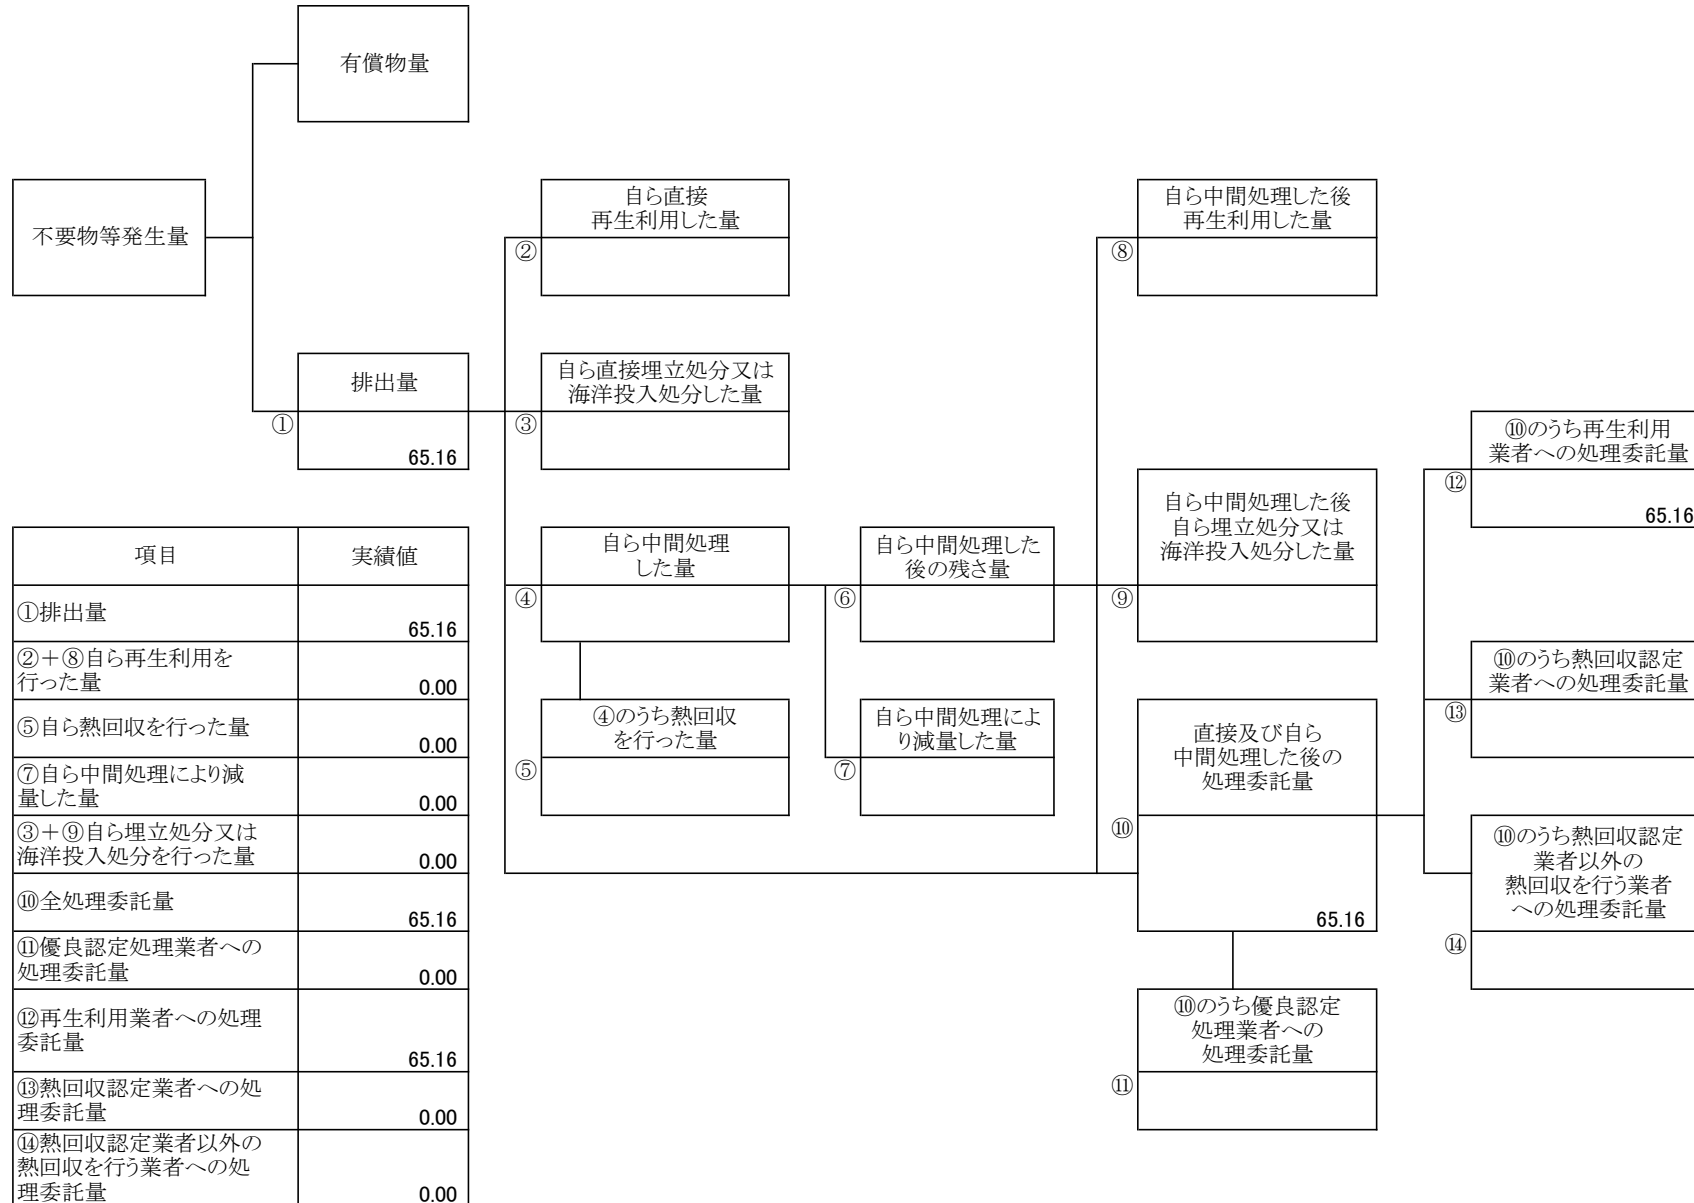 有償物量
不要物等発生量
自ら直接
再生利用した量
②
自ら中間処理した後
再生利用した量
⑧
排出量
①
65.16
自ら直接埋立処分又は
海洋投入処分した量
③
⑩のうち再生利用
業者への処理委託量
⑫
65.16
自ら中間処理した後
自ら埋立処分又は
海洋投入処分した量
⑨
自ら中間処理
した量
④
自ら中間処理した
後の残さ量
⑥
⑩のうち熱回収認定
業者への処理委託量
⑬
④のうち熱回収
を行った量
⑤
自ら中間処理によ
り減量した量
⑦
直接及び自ら
中間処理した後の
処理委託量
⑩
65.16
⑩のうち熱回収認定
業者以外の
熱回収を行う業者
への処理委託量
⑭
⑩のうち優良認定
処理業者への
処理委託量
⑪
項目 実績値
①排出量
65.16
②+⑧自ら再生利用を
行った量 0.00
⑤自ら熱回収を行った量
0.00
⑦自ら中間処理により減
量した量 0.00
③+⑨自ら埋立処分又は
海洋投入処分を行った量 0.00
⑩全処理委託量
65.16
⑪優良認定処理業者への
処理委託量 0.00
⑫再生利用業者への処理
委託量
65.16
⑬熱回収認定業者への処
理委託量 0.00
⑭熱回収認定業者以外の
熱回収を行う業者への処
理委託量 0.00